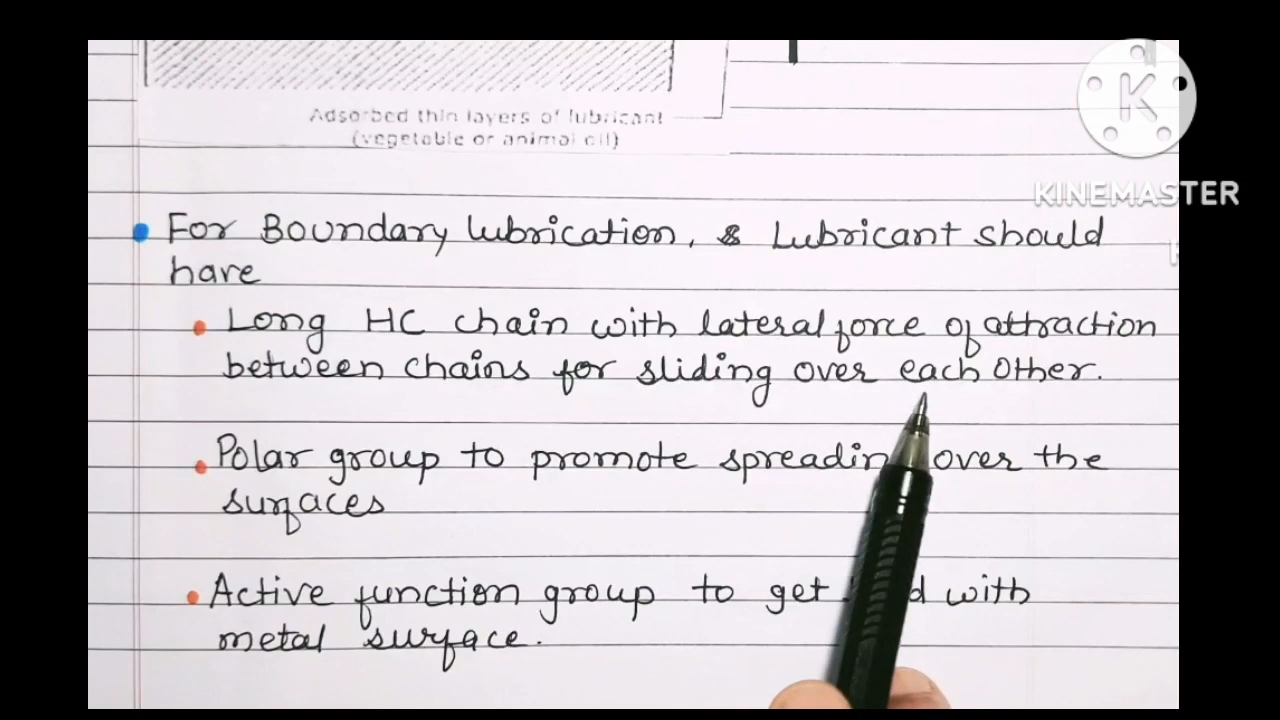 Adsorbed thin layers of lubricant
(vegetable or animal oil)
K
KINEMASTER
For Boundary lubrication, & Lubricant should
have
Long HC chain with lateral force of attraction
between chains for sliding over each other.
Polar group to promote spreadin over the
surfaces
Active function group to get with
metal surface.